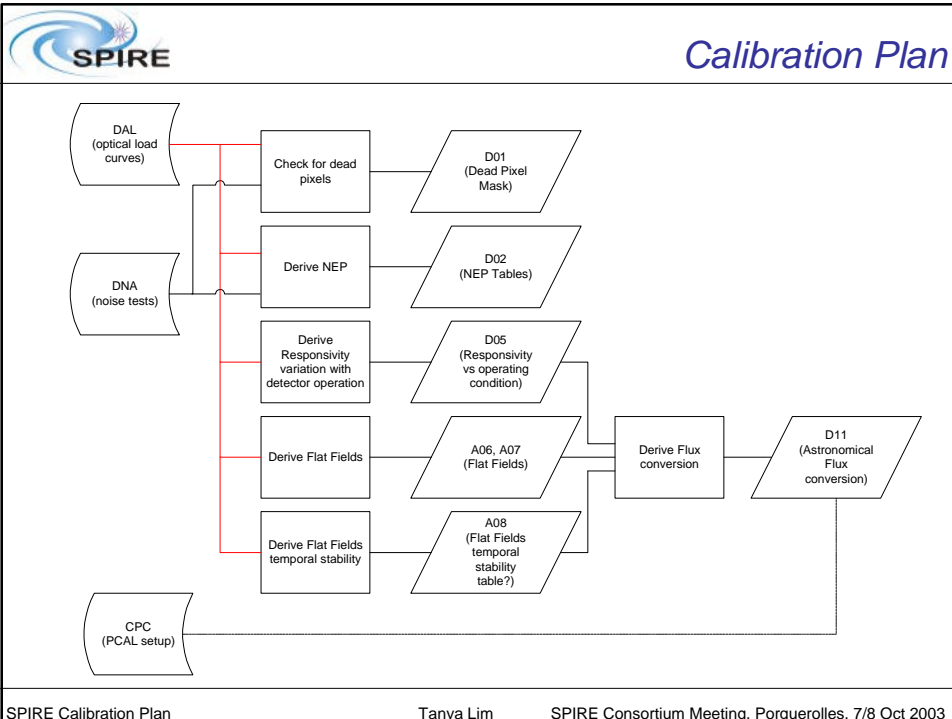 SPIRE
Calibration Plan
DAL
(optical load
curves)
Check for dead
pixels
D01
(Dead Pixel
Mask)
DNA
(noise tests)
Derive NEP
D02
(NEP Tables)
Derive
Responsivity
variation with
detector operation
D05
(Responsivity
vs operating
condition)
Derive Flat Fields
A06, A07
(Flat Fields)
Derive Flux
conversion
D11
(Astronomical
Flux
conversion)
Derive Flat Fields
temporal stability
A08
(Flat Fields
temporal
stability
table?)
CPC
(PCAL setup)
SPIRE Calibration Plan
Tanya Lim
SPIRE Consortium Meeting, Porquerolles, 7/8 Oct 2003